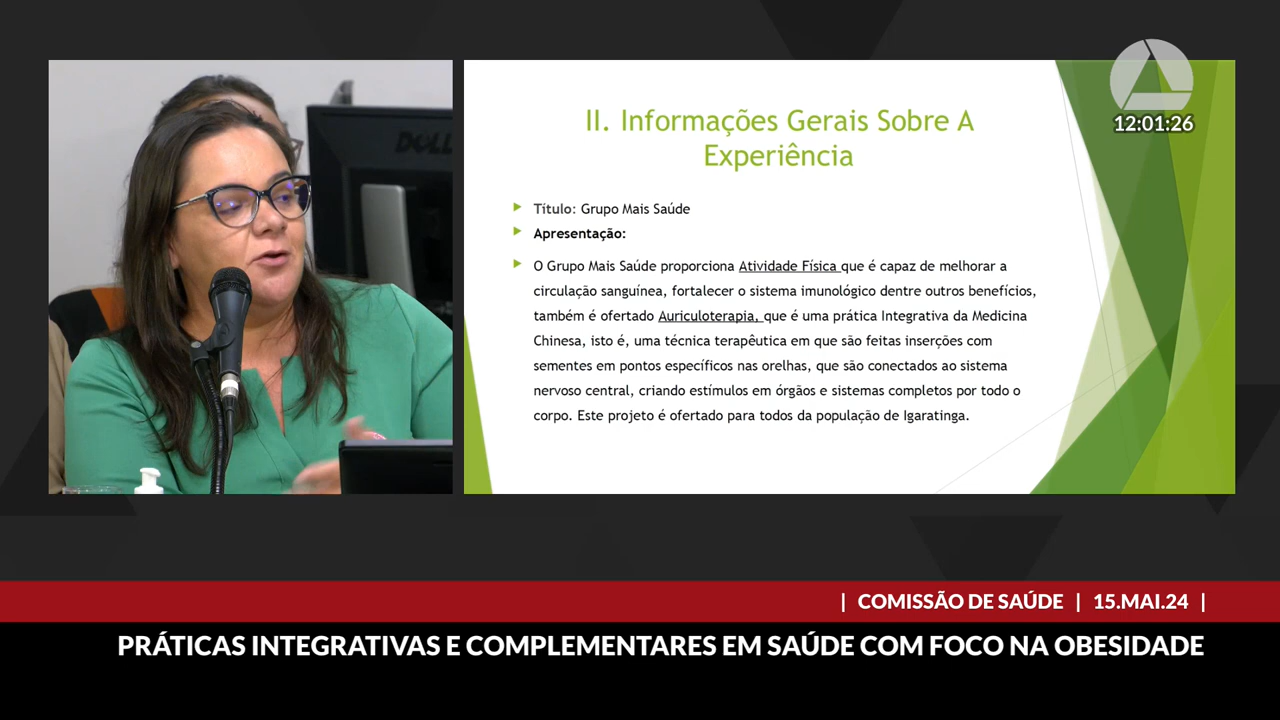 12:01:26
DOLL
II. Informações Gerais Sobre A
Experiência
Título: Grupo Mais Saúde
Apresentação:
O Grupo Mais Saúde proporciona Atividade Física que é capaz de melhorar a
circulação sanguínea, fortalecer o sistema imunológico dentre outros benefícios,
também é ofertado Auriculoterapia, que é uma prática Integrativa da Medicina
Chinesa, isto é, uma técnica terapêutica em que são feitas inserções com
sementes em pontos específicos nas orelhas, que são conectados ao sistema
nervoso central, criando estímulos em órgãos e sistemas completos por todo o
corpo. Este projeto é ofertado para todos da população de Igaratinga.
| COMISSÃO DE SAÚDE | 15.MAI.24 |
PRÁTICAS INTEGRATIVAS E COMPLEMENTARES EM SAÚDE COM FOCO NA OBESIDADE